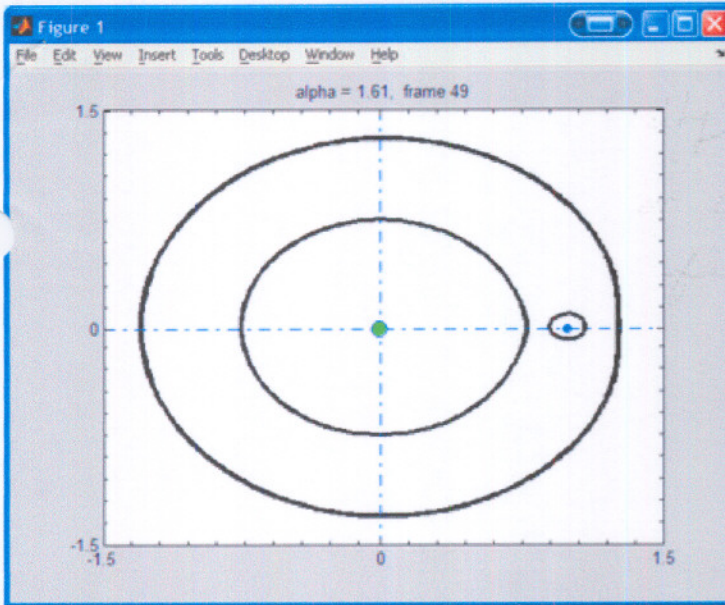 Figure 1
File Edit View Insert Tools Desktop Window Help
alpha = 1.61, frame 49
1.5
0
-1.5
-1.5 0 1.5